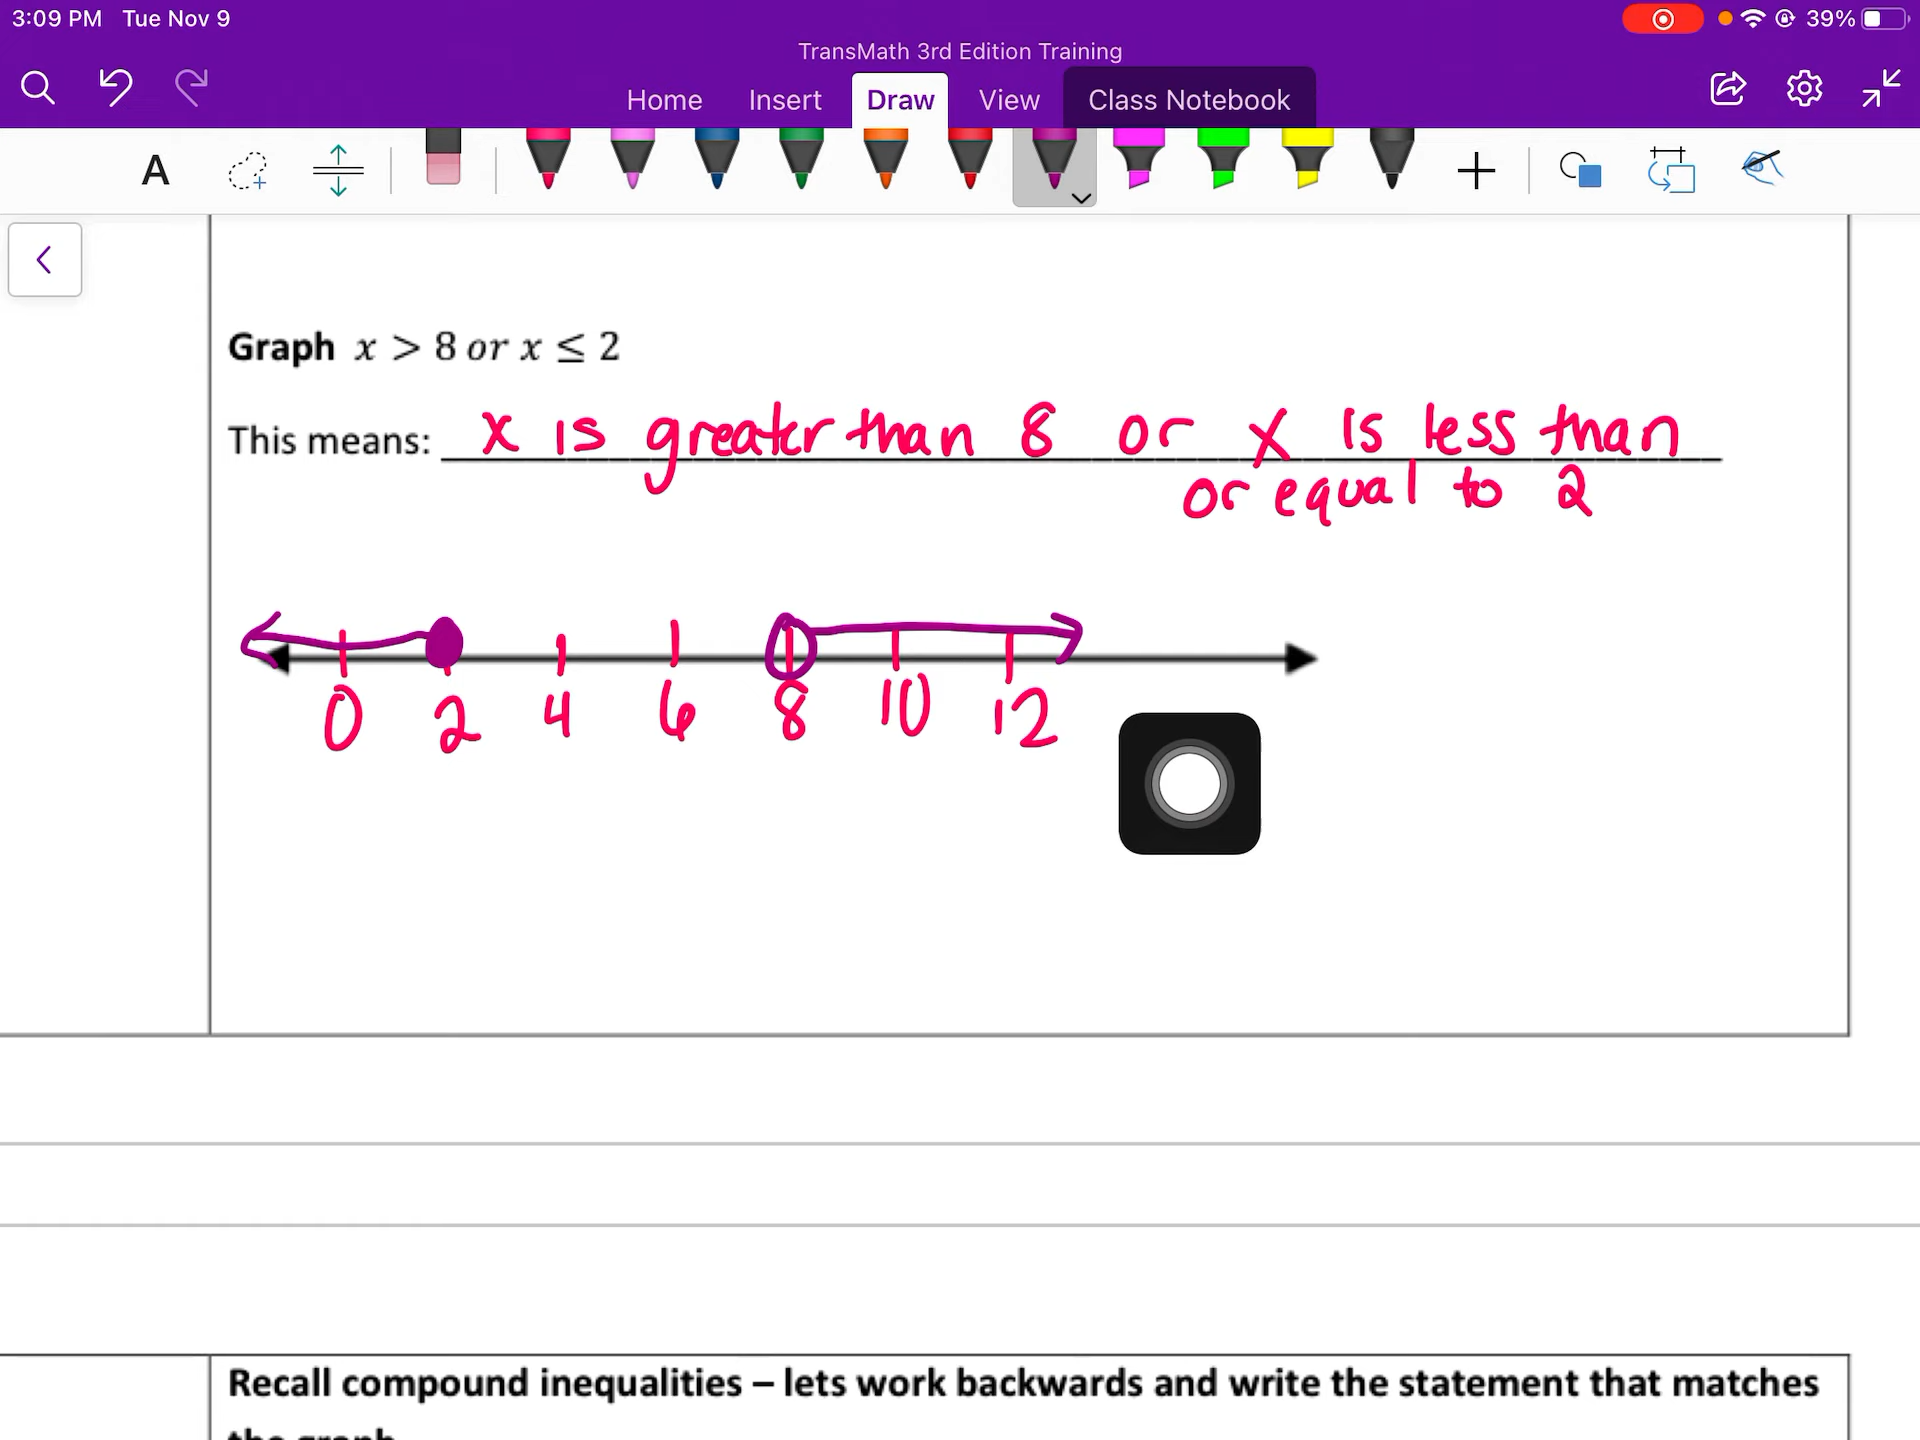 3:09 PM Tue Nov 9
39%
TransMath 3rd Edition Training
Home Insert Draw View Class Notebook
A
Graph x > 8 or x ≤ 2
This means: x is greater than 8 or x is less than
or equal to 2
0 2 4 6 8 10 12
Recall compound inequalities – lets work backwards and write the statement that matches
the graph